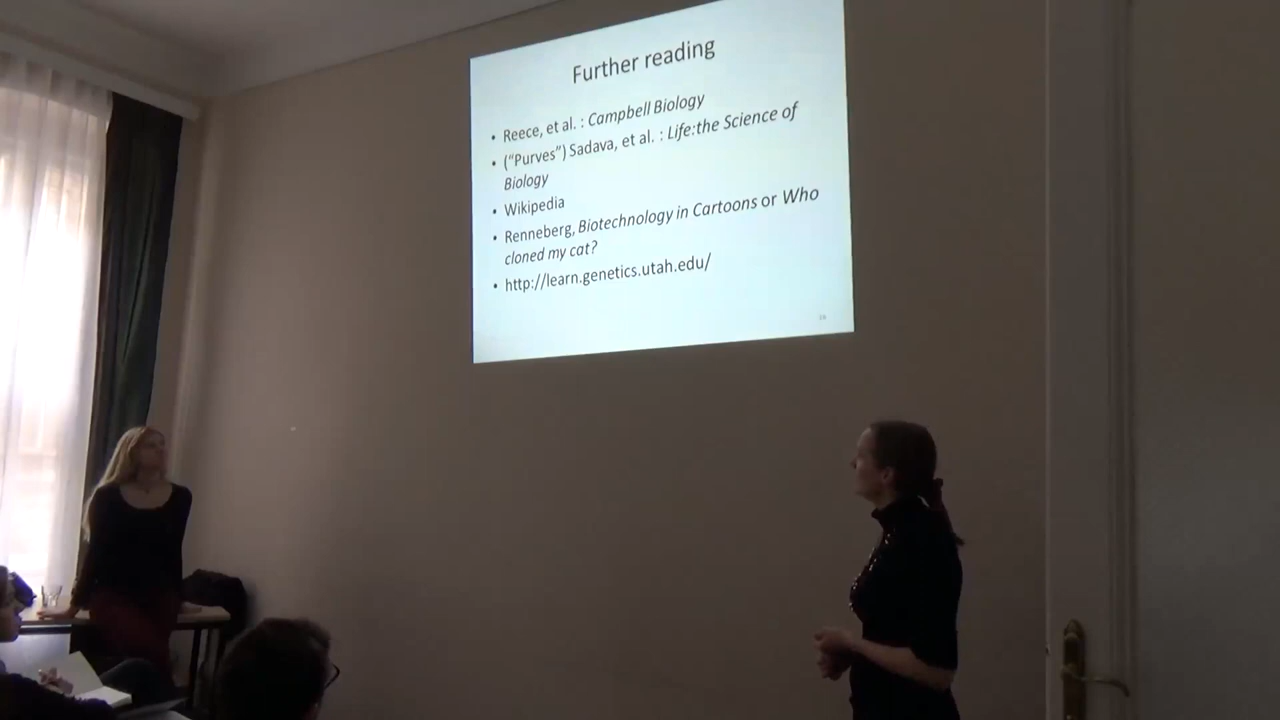 Further reading
• Reece, et al. : Campbell Biology
• (“Purves”) Sadava, et al. : Life:the Science of
Biology
• Wikipedia
• Renneberg, Biotechnology in Cartoons or Who
cloned my cat?
• http://learn.genetics.utah.edu/